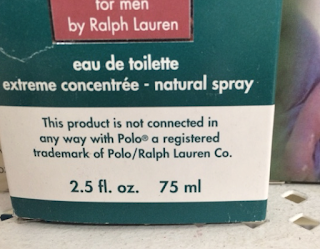 for men
by Ralph Lauren
eau de toilette
extreme concentrée - natural spray
This product is not connected in
any way with Polo® a registered
trademark of Polo/Ralph Lauren Co.
2.5 fl. oz. 75 ml